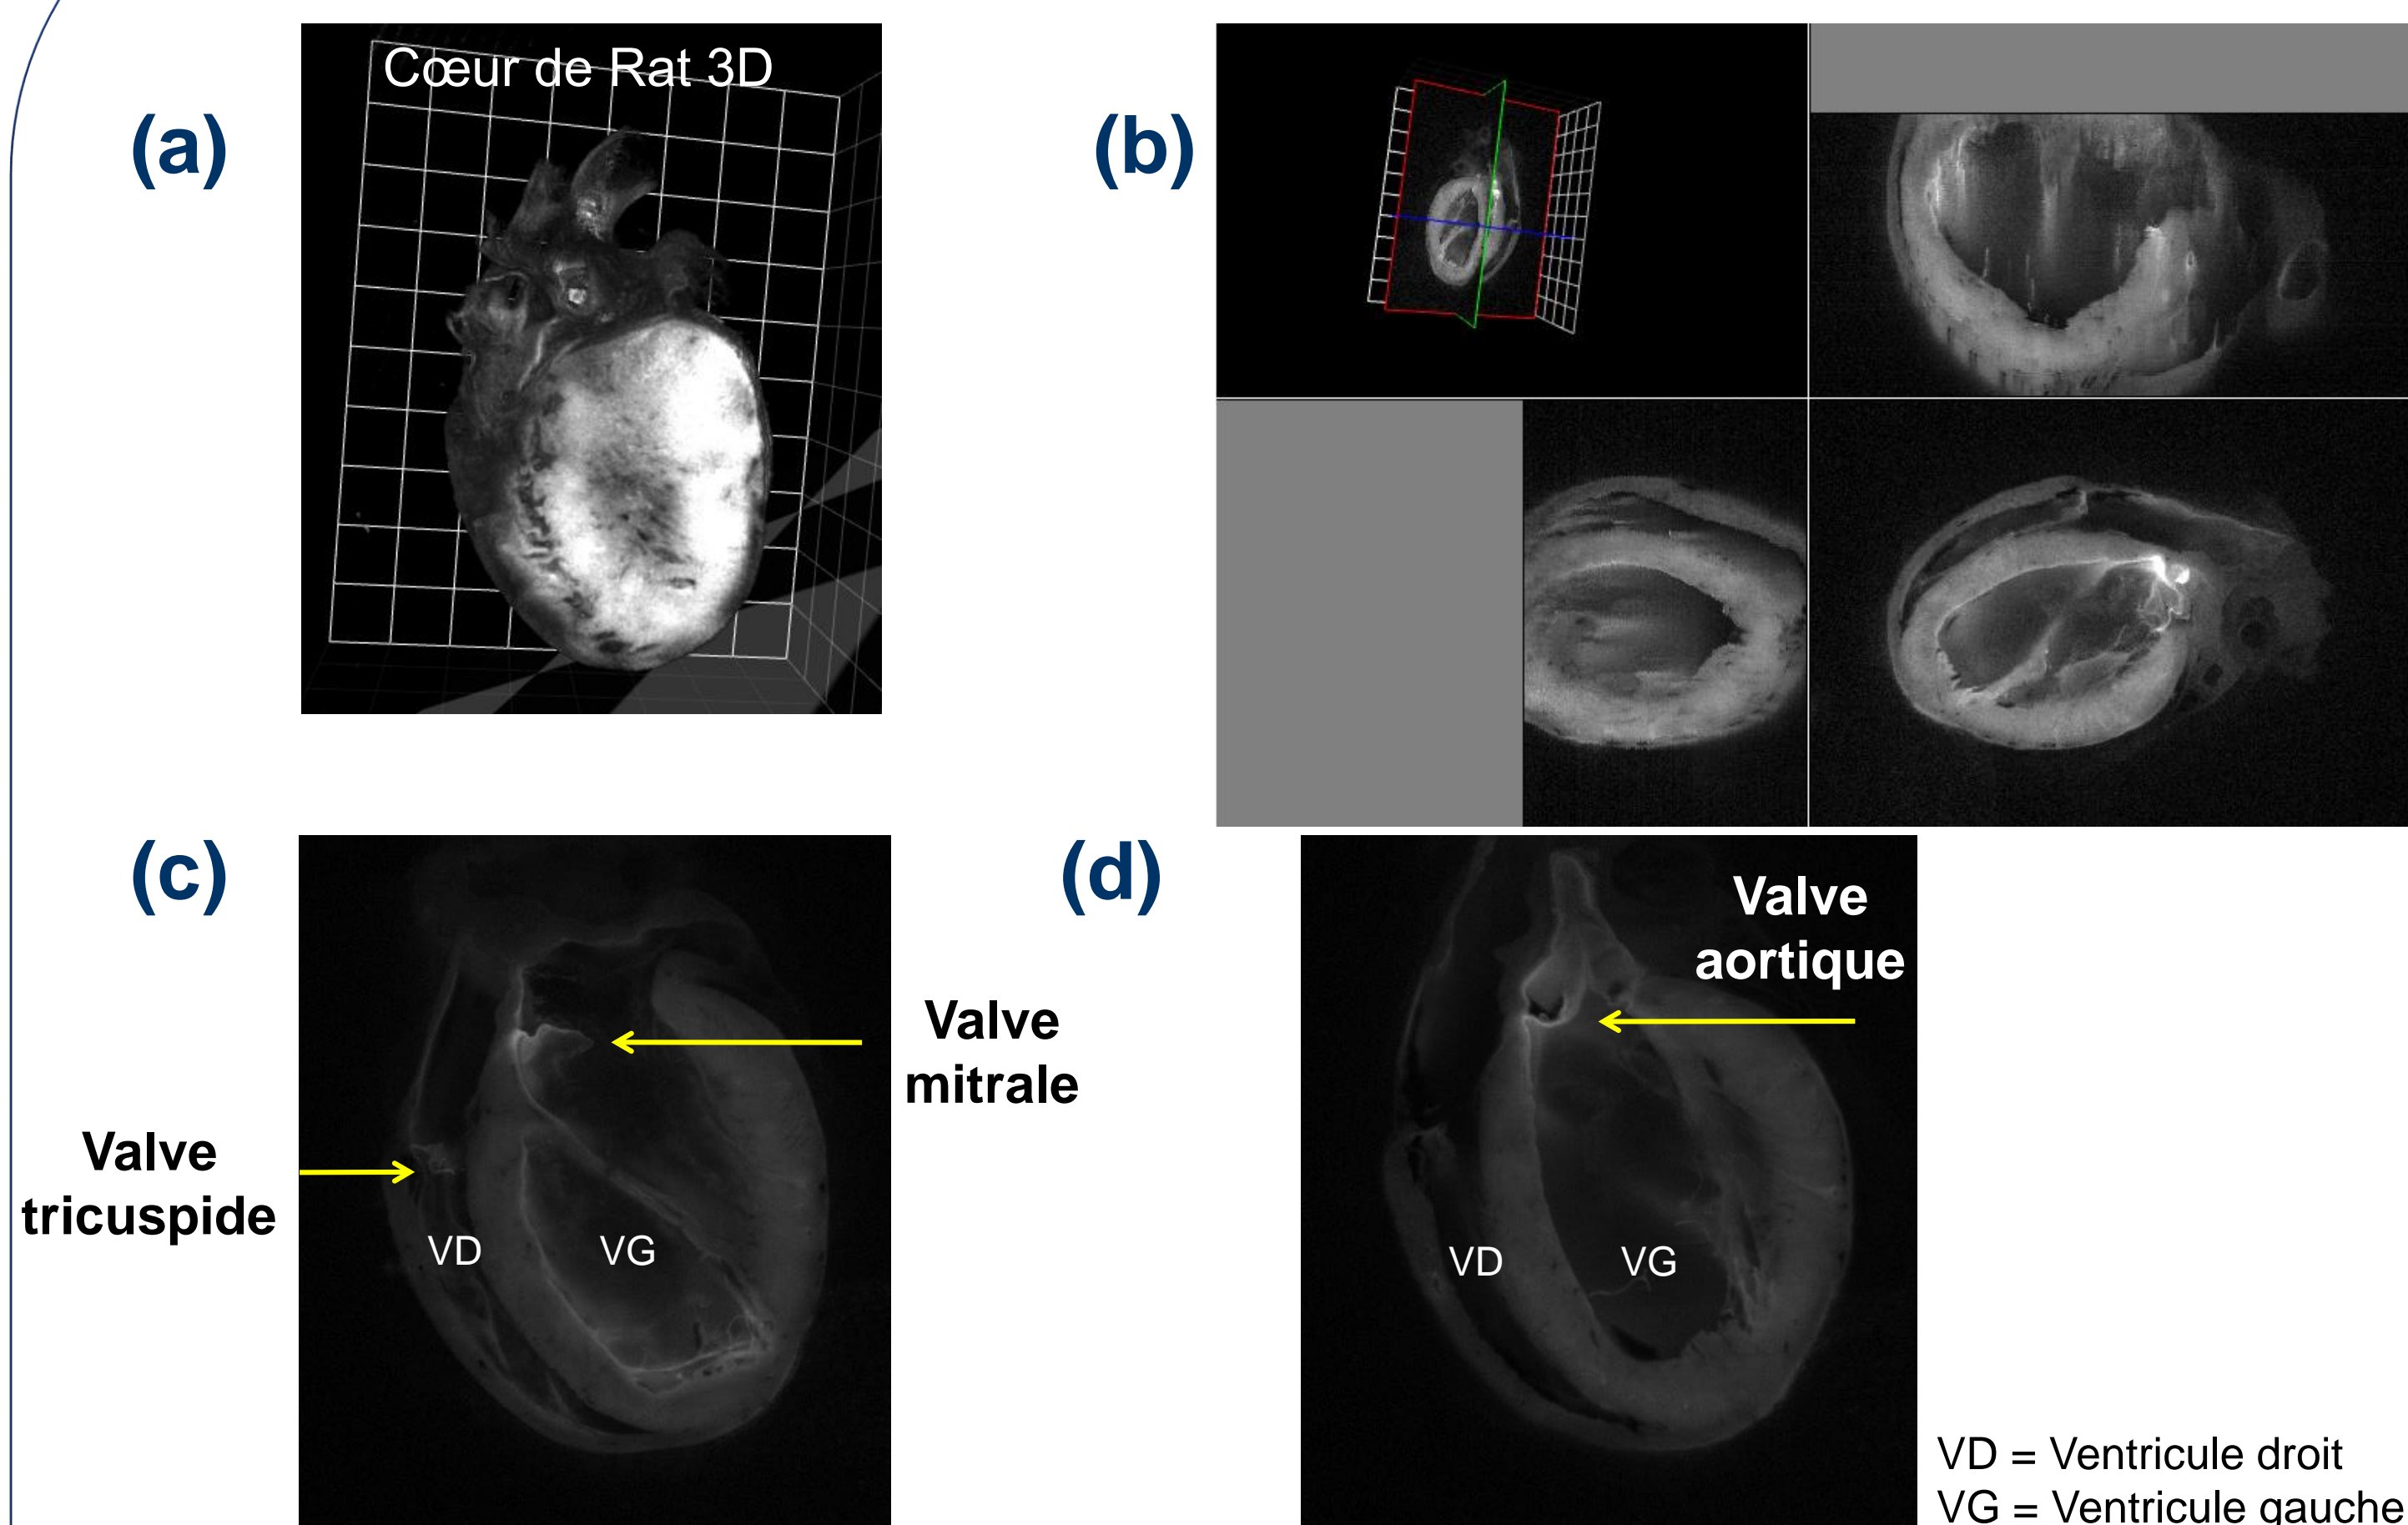 (a)
Cœur de Rat 3D
(b)
(c)
Valve
mitrale
Valve
tricuspide
VD
VG
(d)
Valve
aortique
VD
VG
VD = Ventricule droit
VG = Ventricule gauche